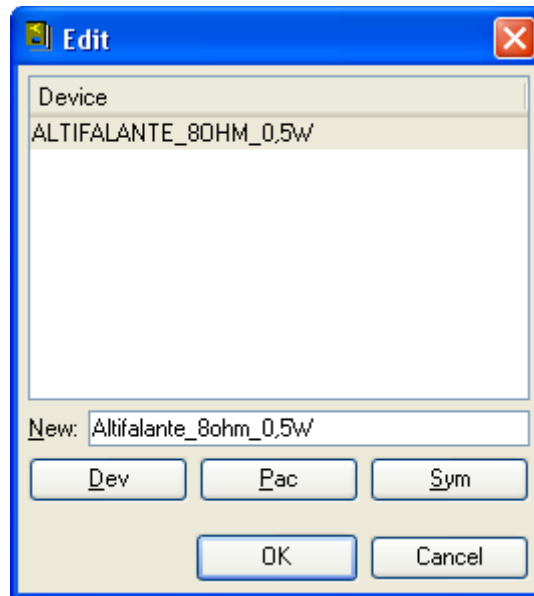 Edit
Device
ALTIFALANTE_8OHM_0,5W
New: Altifalante_8ohm_0,5W
Dev Pac Sym
OK Cancel